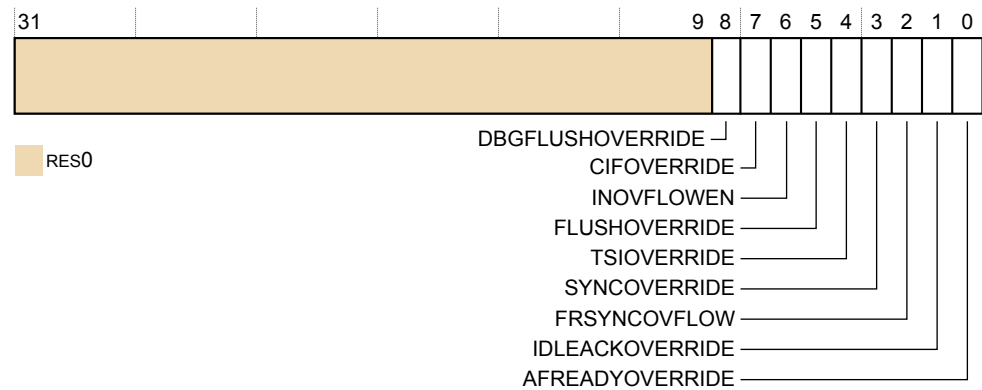 31 9 8 7 6 5 4 3 2 1 0
DBGFLUSHOVERRIDE
RES0
CIFOVERRIDE
INOVFLOWEN
FLUSHOVERRIDE
TSIOVERRIDE
SYNCOVERRIDE
FRSYNCOVFLOW
IDLEACKOVERRIDE
AFREADYOVERRIDE